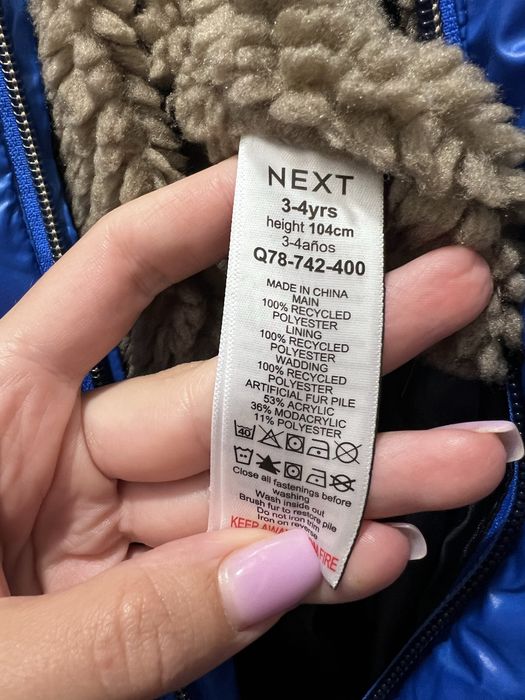 NEXT
3-4yrs
height 104cm
3-4años
Q78-742-400
MADE IN CHINA
MAIN
100% RECYCLED
POLYESTER
LINING
100% RECYCLED
POLYESTER
WADDING
100% RECYCLED
POLYESTER
ARTIFICIAL FUR PILE
53% ACRYLIC
36% MODACRYLIC
11% POLYESTER
40
Close all fastenings before
washing
Wash inside out
Brush fur to restore pile
Do not iron trim
Iron on reverse
KEEP AWAY FIRE